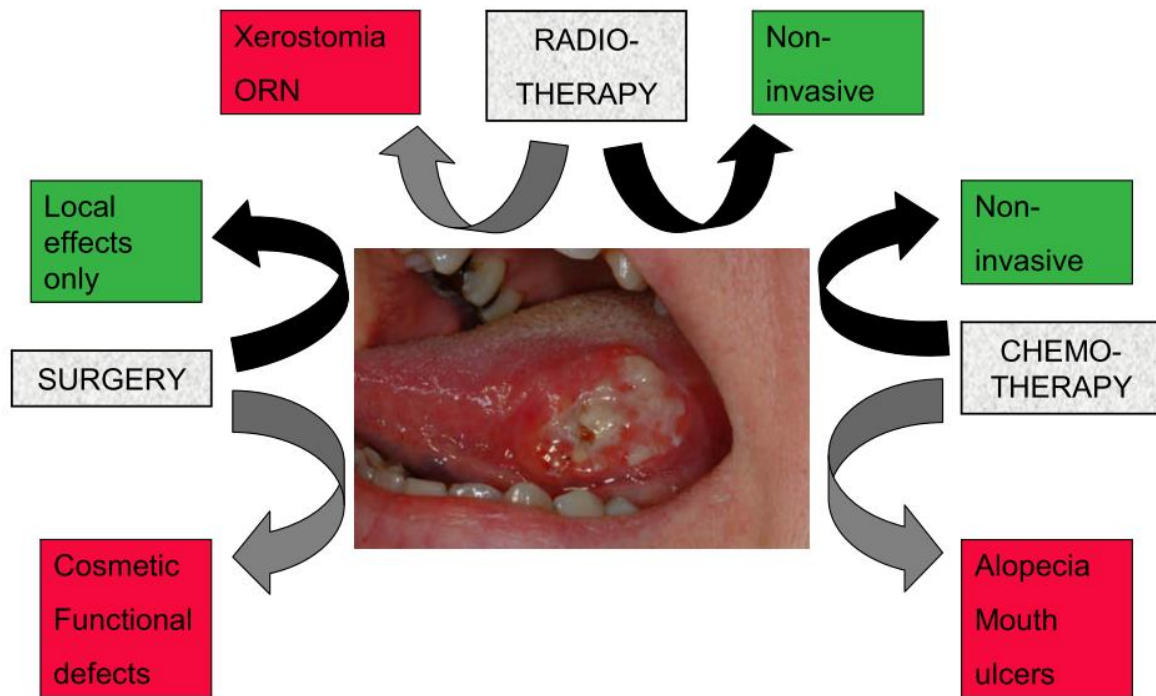 Xerostomia
ORN
RADIO-
THERAPY
Non-
invasive
Local
effects
only
Non-
invasive
SURGERY
CHEMO-
THERAPY
Cosmetic
Functional
defects
Alopecia
Mouth
ulcers